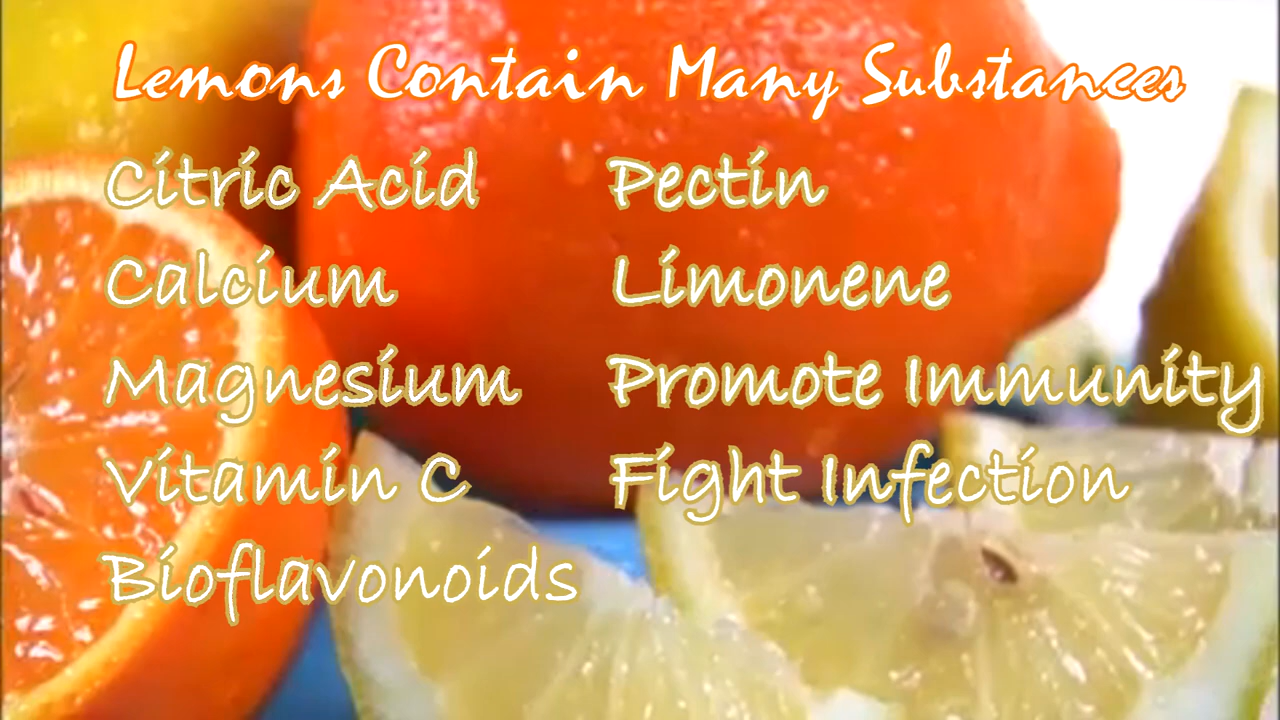 Lemons Contain Many Substances
Citric Acid
Calcium
Magnesium
Vitamin C
Bioflavonoids
Pectin
Limonene
Promote Immunity
Fight Infection